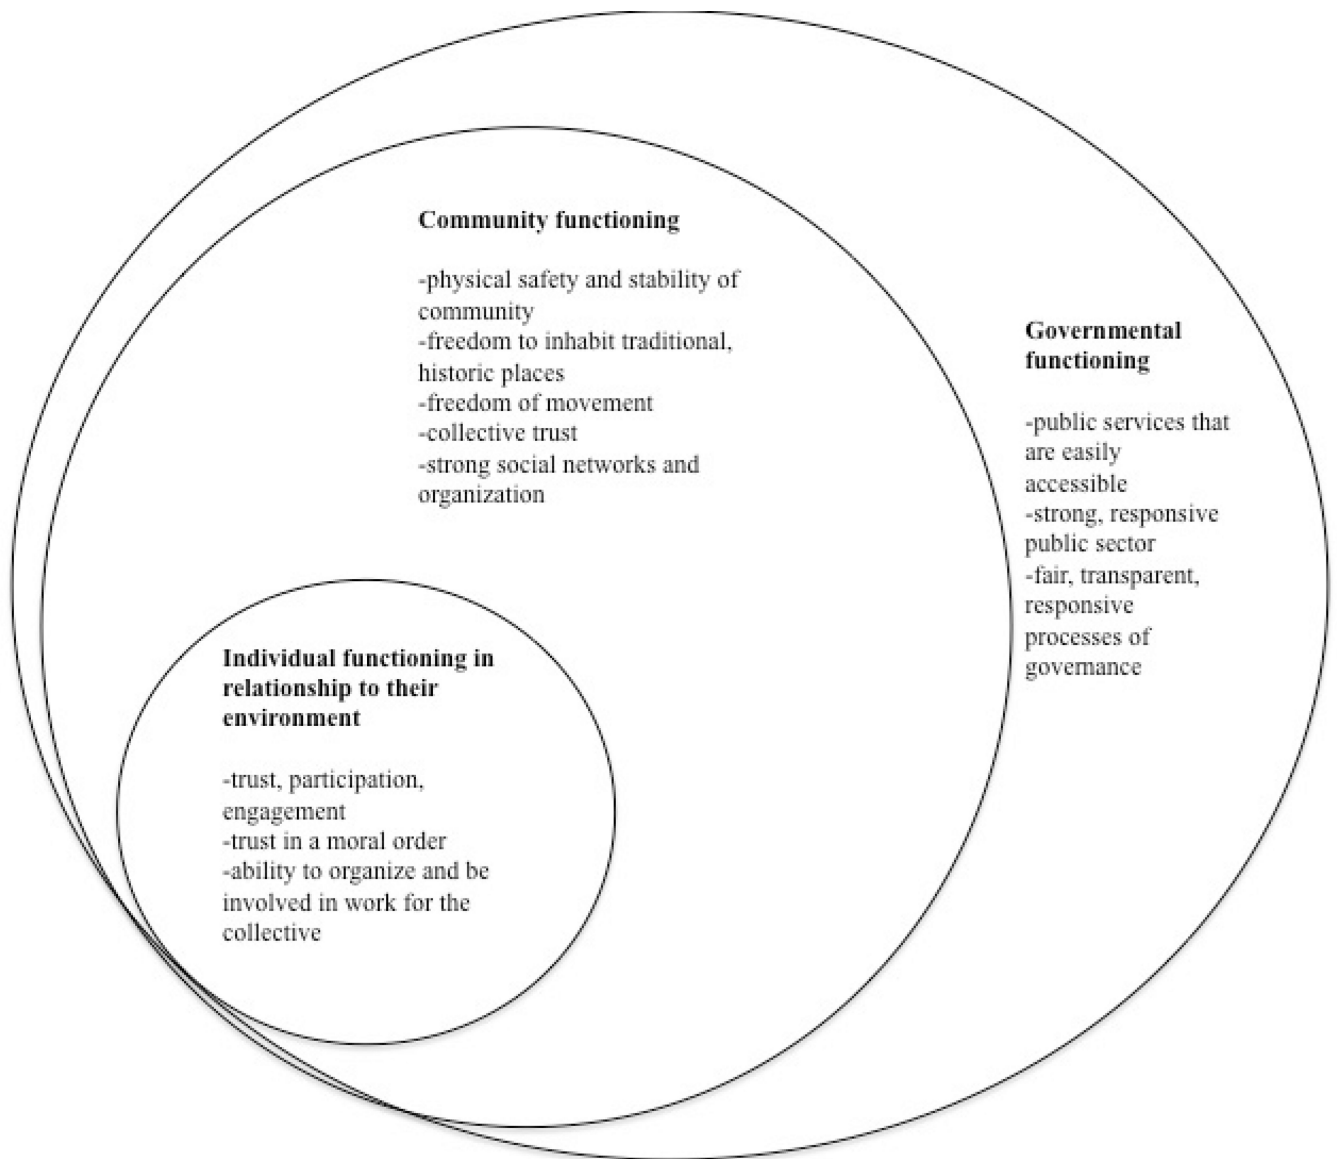 Community functioning
-physical safety and stability of
community
-freedom to inhabit traditional,
historic places
-freedom of movement
-collective trust
-strong social networks and
organization
Governmental
functioning
-public services that
are easily
accessible
-strong, responsive
public sector
-fair, transparent,
responsive
processes of
governance
Individual functioning in
relationship to their
environment
-trust, participation,
engagement
-trust in a moral order
-ability to organize and be
involved in work for the
collective